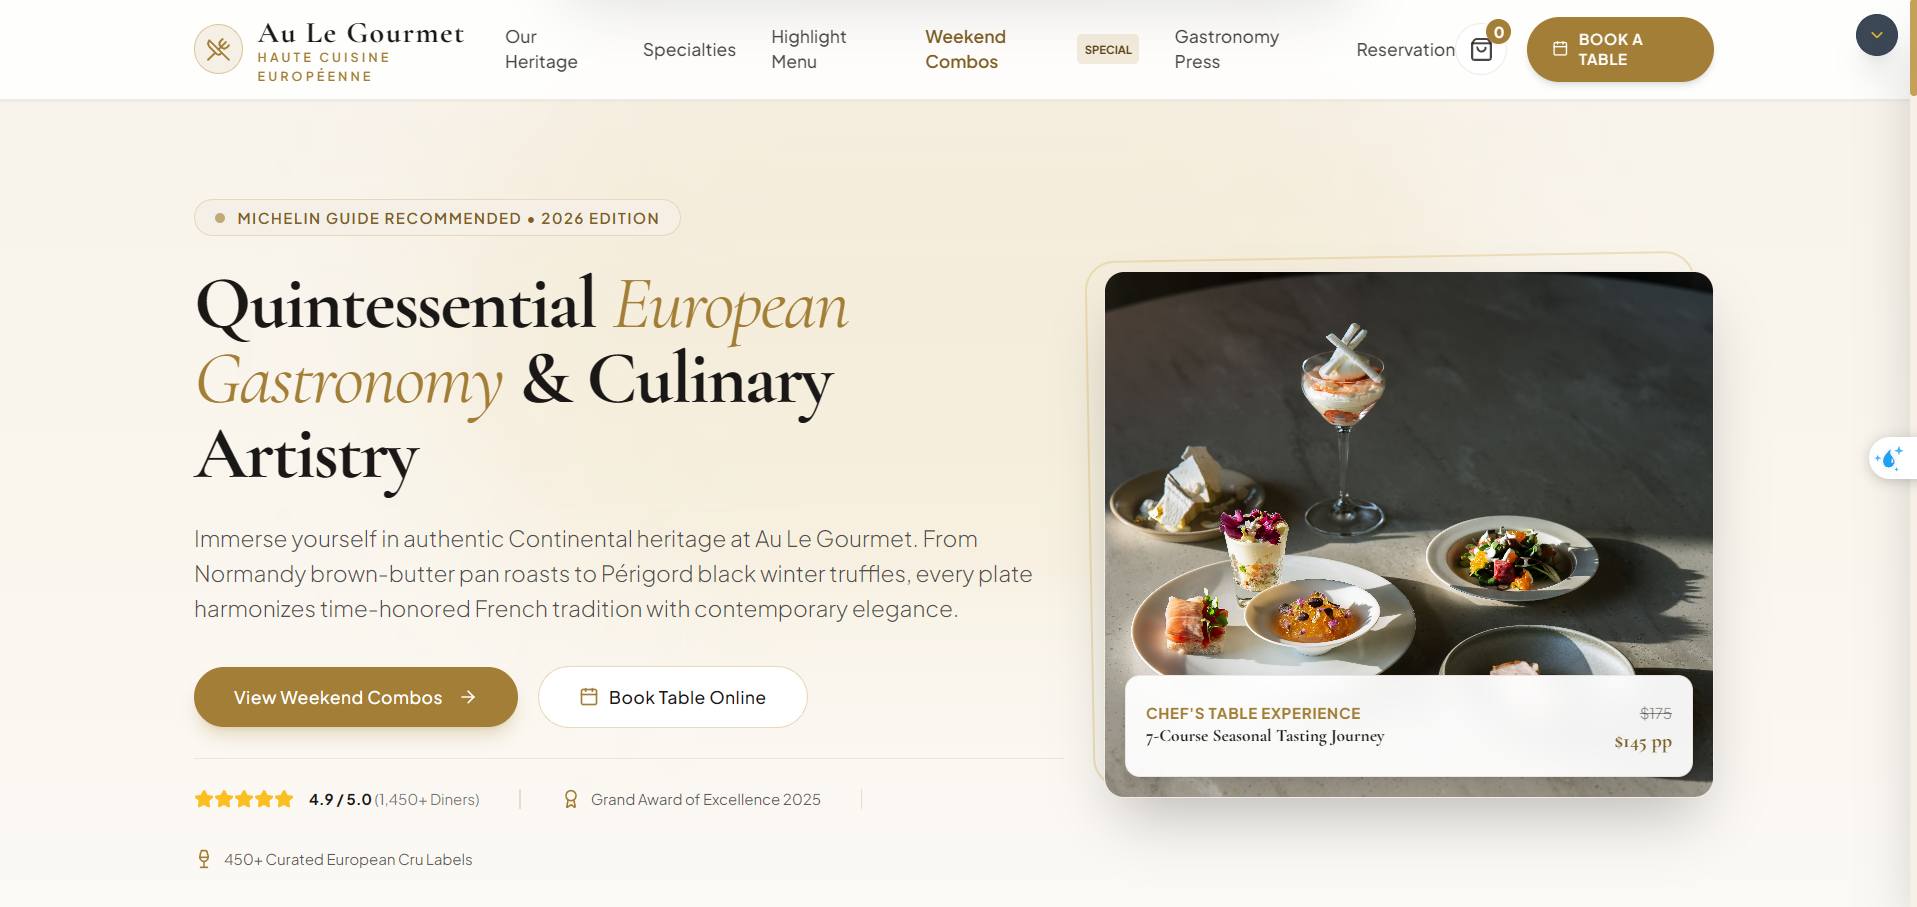 Au Le Gourmet
HAUTE CUISINE
EUROPÉENNE
Our
Heritage
Specialties
Highlight
Menu
Weekend
Combos
SPECIAL
Gastronomy
Press
Reservation
0
BOOK A
TABLE
MICHELIN GUIDE RECOMMENDED • 2026 EDITION
Quintessential European
Gastronomy & Culinary
Artistry
Immerse yourself in authentic Continental heritage at Au Le Gourmet. From
Normandy brown-butter pan roasts to Périgord black winter truffles, every plate
harmonizes time-honored French tradition with contemporary elegance.
View Weekend Combos
Book Table Online
4.9 / 5.0 (1,450+ Diners)
Grand Award of Excellence 2025
450+ Curated European Cru Labels
CHEF'S TABLE EXPERIENCE
7-Course Seasonal Tasting Journey
$175
$145 pp